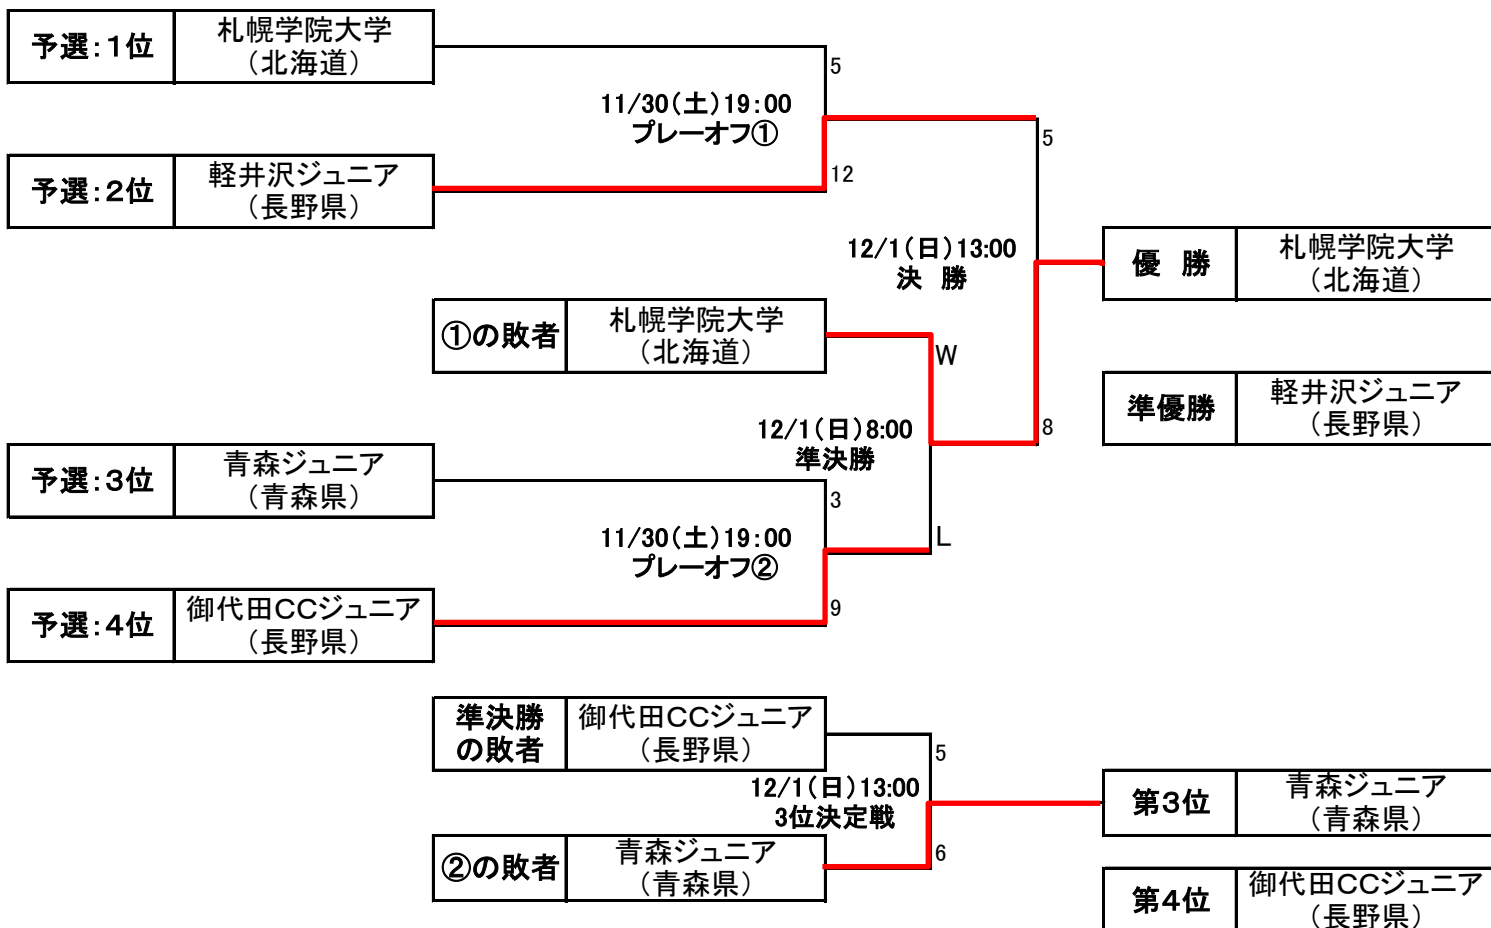 予選：1位
札幌学院大学
（北海道）
5
11/30（土）19：00
プレーオフ①
予選：2位
軽井沢ジュニア
（長野県）
12
5
12/1（日）13:00
決　勝
優　勝
札幌学院大学
（北海道）
①の敗者
札幌学院大学
（北海道）
W
準優勝
軽井沢ジュニア
（長野県）
12/1（日）8:00
準決勝
8
予選：3位
青森ジュニア
（青森県）
3
11/30（土）19：00
プレーオフ②
L
予選：4位
御代田CCジュニア
（長野県）
9
準決勝
の敗者
御代田CCジュニア
（長野県）
5
12/1（日）13:00
3位決定戦
第3位
青森ジュニア
（青森県）
②の敗者
青森ジュニア
（青森県）
6
第4位
御代田CCジュニア
（長野県）